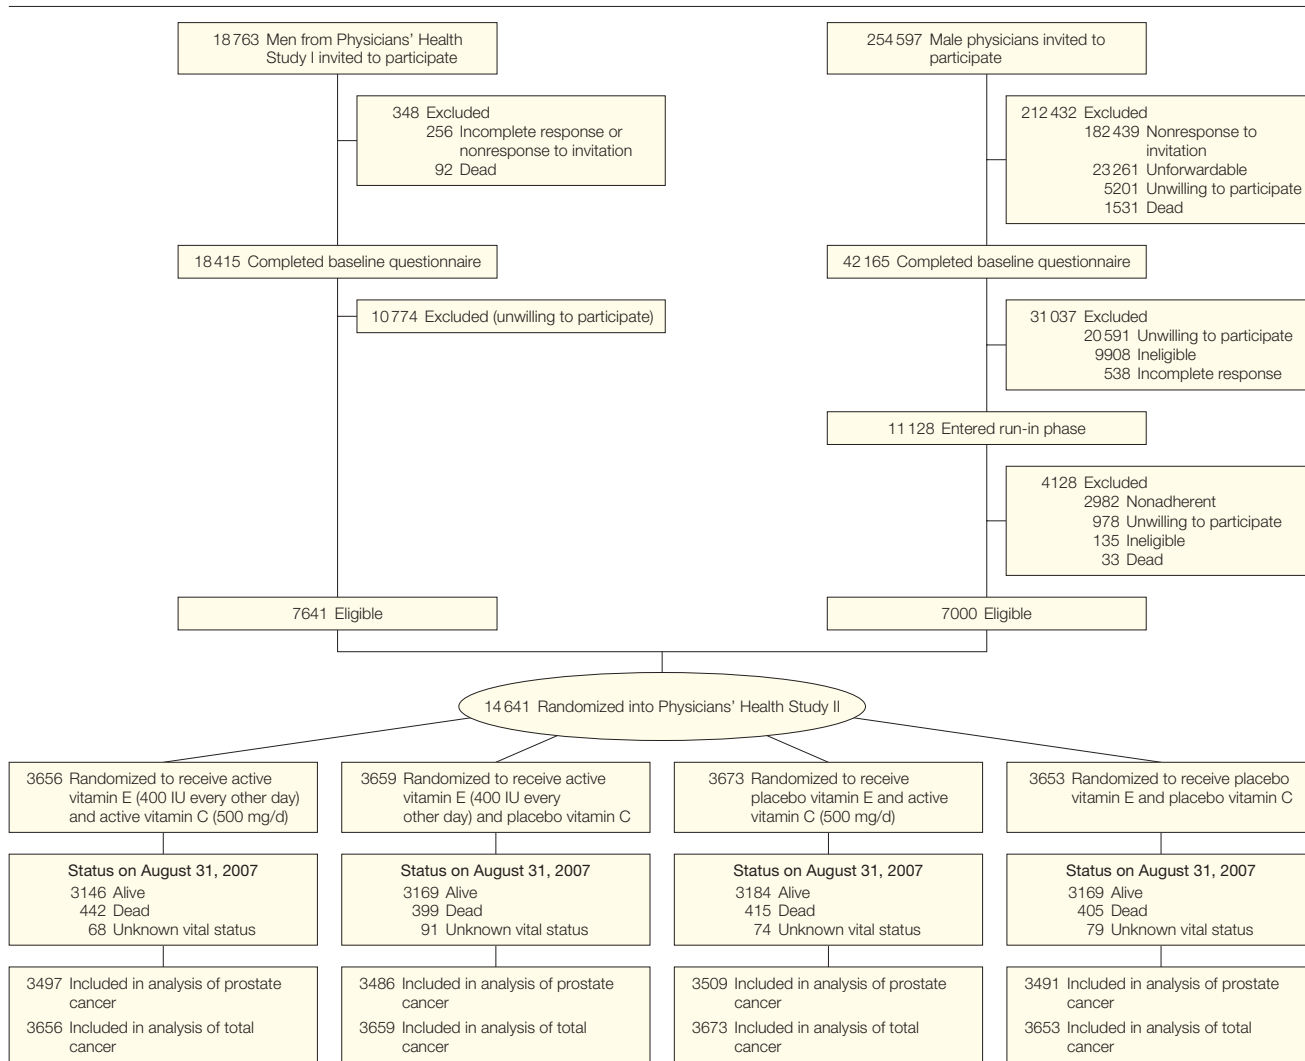 18 763 Men from Physicians' Health
Study I invited to participate
254 597 Male physicians invited to
participate
348 Excluded
256 Incomplete response or
nonresponse to invitation
92 Dead
212 432 Excluded
182 439 Nonresponse to
invitation
23 261 Unforwardable
5201 Unwilling to participate
1531 Dead
18 415 Completed baseline questionnaire
42 165 Completed baseline questionnaire
10 774 Excluded (unwilling to participate)
31 037 Excluded
20 591 Unwilling to participate
9908 Ineligible
538 Incomplete response
11 128 Entered run-in phase
4128 Excluded
2982 Nonadherent
978 Unwilling to participate
135 Ineligible
33 Dead
7641 Eligible
7000 Eligible
14 641 Randomized into Physicians' Health Study II
3656 Randomized to receive active
vitamin E (400 IU every other day)
and active vitamin C (500 mg/d)
3659 Randomized to receive active
vitamin E (400 IU every
other day) and placebo vitamin C
3673 Randomized to receive
placebo vitamin E and active
vitamin C (500 mg/d)
3653 Randomized to receive placebo
vitamin E and placebo vitamin C
Status on August 31, 2007
3146 Alive
442 Dead
68 Unknown vital status
Status on August 31, 2007
3169 Alive
399 Dead
91 Unknown vital status
Status on August 31, 2007
3184 Alive
415 Dead
74 Unknown vital status
Status on August 31, 2007
3169 Alive
405 Dead
79 Unknown vital status
3497 Included in analysis of prostate
cancer
3656 Included in analysis of total
cancer
3486 Included in analysis of prostate
cancer
3659 Included in analysis of total
cancer
3509 Included in analysis of prostate
cancer
3673 Included in analysis of total
cancer
3491 Included in analysis of prostate
cancer
3653 Included in analysis of total
cancer